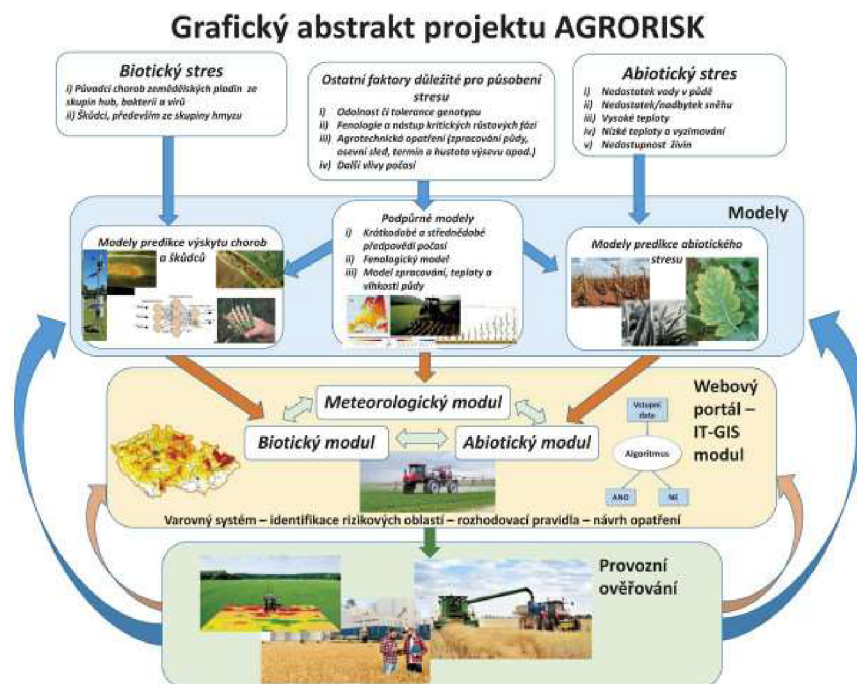 Grafický abstrakt projektu AGRORISK
Biotický stres
i) Původci chorob zemědělských plodin ze
skupin hub, bakterií a virů
ii) Škůdci, především ze skupiny hmyzu
Ostatní faktory důležité pro působení
stresu
i) Odolnost či tolerance genotypu
ii) Fenologie a nástup kritických růstových fází
iii) Agrotechnická opatření (zpracování půdy,
osevní sled, termín a hustota výsevu apod.)
iv) Další vlivy počasí
Abiotický stres
i) Nedostatek vody v půdě
ii) Nedostatek/nadbytek sněhu
iii) Vysoké teploty
iv) Nízké teploty a vyzimování
v) Nedostupnost živin
Modely
Modely predikce výskytu chorob
a škůdců
Podpůrné modely
i) Krátkodobé a střednědobé
předpovědi počasí
ii) Fenologický model
iii) Model zpracování, teploty a
vlhkosti půdy
Modely predikce abiotického
stresu
Webový
portál –
IT-GIS
modul
Meteorologický modul
Biotický modul
Abiotický modul
Vstupní
data
Algoritmus
ANO
NE
Varovný systém – identifikace rizikových oblastí – rozhodovací pravidla – návrh opatření
Provozní
ověřování